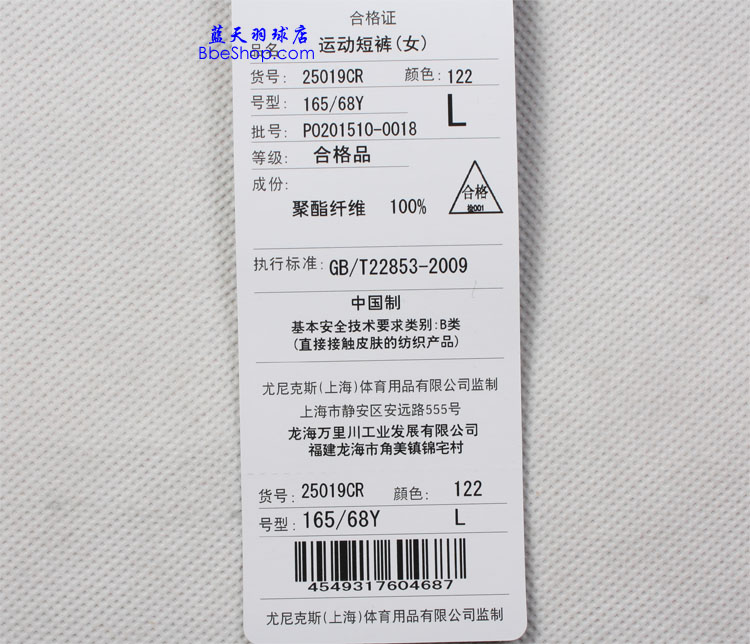 合格证
蓝天羽球店
BbeShop.com
品名: 运动短裤(女)
货号: 25019CR 颜色: 122
号型: 165/68Y L
批号: P0201510-0018
等级: 合格品
成份:
合格
检001
聚酯纤维 100%
执行标准: GB/T22853-2009
中国制
基本安全技术要求类别:B类
(直接接触皮肤的纺织产品)
尤尼克斯(上海)体育用品有限公司监制
上海市静安区安远路555号
龙海万里川工业发展有限公司
福建龙海市角美镇锦宅村
货号: 25019CR 颜色: 122
号型: 165/68Y L
4549317604687
尤尼克斯(上海)体育用品有限公司监制